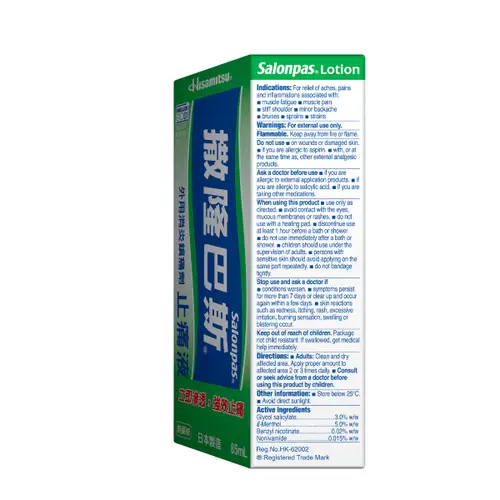 Hisamitsu®
撒隆巴斯
Salonpas®
外用消炎鎮痛劑 止痛液
立即滲透·強效止痛
日本製造
85mL
Salonpas® Lotion
Indications: For relief of aches, pains
and inflammations associated with:
■ muscle fatigue ■ muscle pain
■ stiff shoulder ■ minor backache
■ bruises ■ sprains ■ strains
Warnings: For external use only.
Flammable. Keep away from fire or flame.
Do not use ■ on wounds or damaged skin.
■ if you are allergic to aspirin. ■ with, or at
the same time as, other external analgesic
products.
Ask a doctor before use ■ if you are
allergic to external application products. ■ if
you are allergic to salicylic acid. ■ if you are
taking other medications.
When using this product ■ use only as
directed. ■ avoid contact with the eyes,
mucous membranes or rashes. ■ do not
use with a heating pad. ■ discontinue use
at least 1 hour before a bath or shower.
■ do not use immediately after a bath or
shower. ■ children should use under the
supervision of adults. ■ persons with
sensitive skin should avoid applying on the
same part repeatedly. ■ do not bandage
tightly.
Stop use and ask a doctor if
■ conditions worsen. ■ symptoms persist
for more than 7 days or clear up and occur
again within a few days. ■ skin reactions
such as redness, itching, rash, excessive
irritation, burning sensation, swelling or
blistering occur.
Keep out of reach of children. Package
not child resistant. If swallowed, get medical
help immediately.
Directions: ■ Adults: Clean and dry
affected area. Apply proper amount to
affected area 2 or 3 times daily. ■ Consult
or seek advice from a doctor before
using this product by children.
Other information: ■ Store below 25°C.
■ Avoid direct sunlight.
Active ingredients
Glycol salicylate 3.0% w/w
ℓ-Menthol 5.0% w/w
Benzyl nicotinate 0.02% w/w
Nonivamide 0.015% w/w
Reg.No.HK-62002
®:Registered Trade Mark